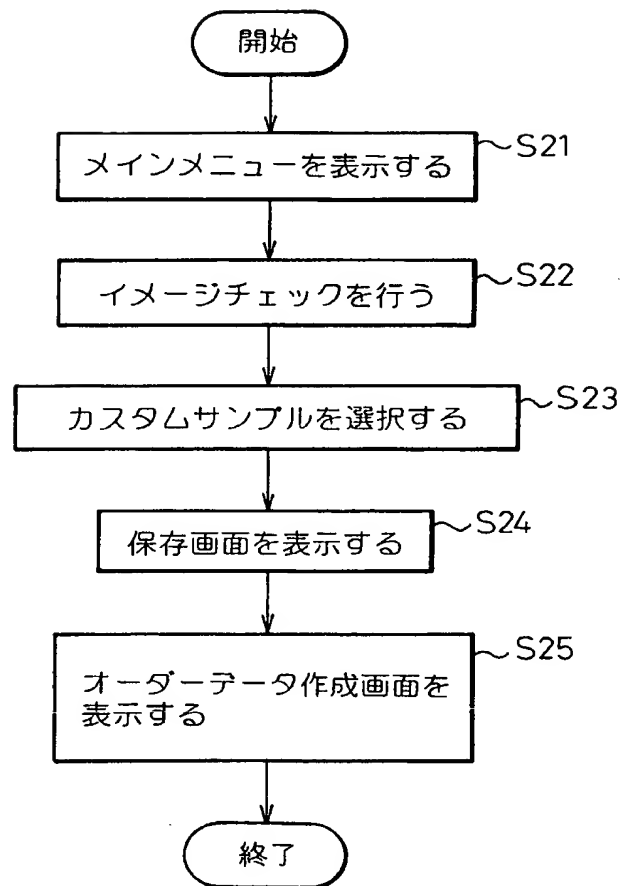 開始
メインメニューを表示する
S21
イメージチェックを行う
S22
カスタムサンプルを選択する
S23
保存画面を表示する
S24
オーダーデータ作成画面を
表示する
S25
終了